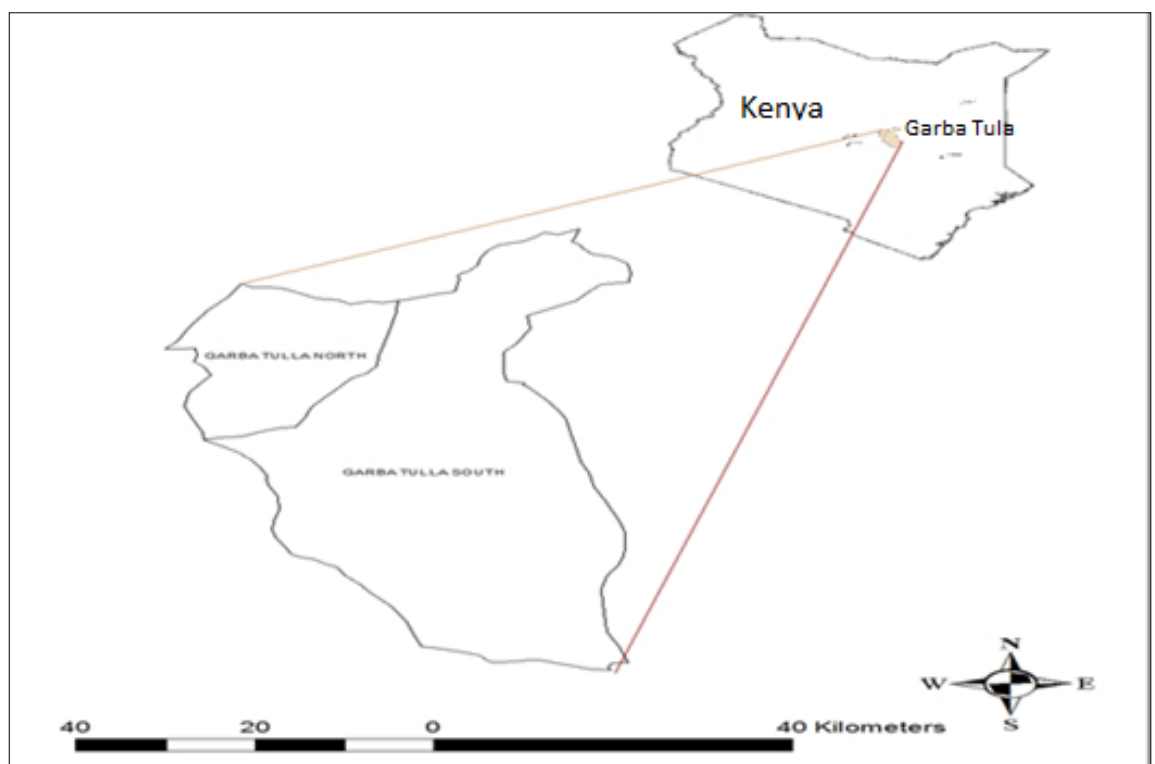 Kenya
Garba Tula
GARBA TULLA NORTH
GARBA TULLA SOUTH
N
W E
S
40 20 0 40 Kilometers